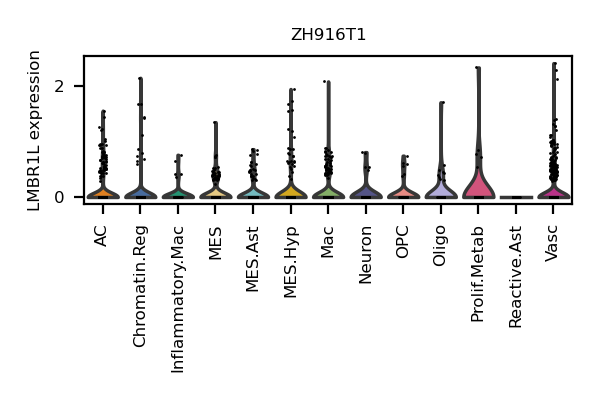 ZH916T1
LMBR1L expression
2
0
AC
Chromatin.Reg
Inflammatory.Mac
MES
MES.Ast
MES.Hyp
Mac
Neuron
OPC
Oligo
Prolif.Metab
Reactive.Ast
Vasc